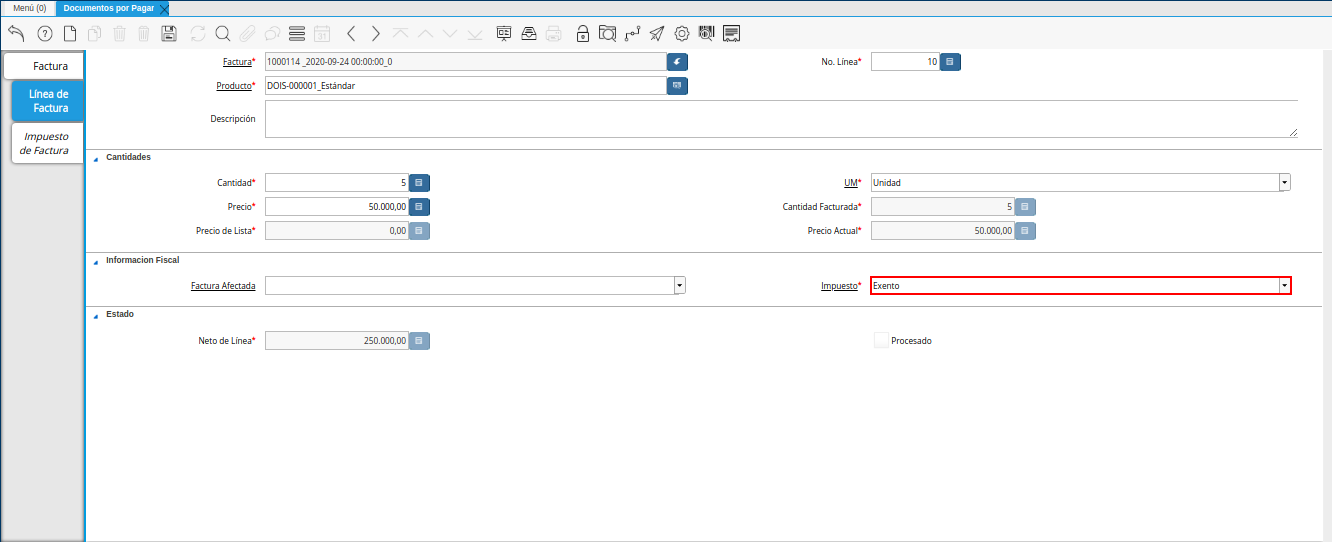 Menú (0) Documentos por Pagar
Factura
Línea de
Factura
Impuesto
de Factura
Factura* 1000114 _2020-09-24 00:00:00_0 No. Línea* 10
Producto* DOIS-000001_Estándar
Descripción
Cantidades
Cantidad* 5 UM* Unidad
Precio* 50.000,00 Cantidad Facturada* 5
Precio de Lista* 0,00 Precio Actual* 50.000,00
Informacion Fiscal
Factura Afectada Impuesto* Exento
Estado
Neto de Línea* 250.000,00 Procesado